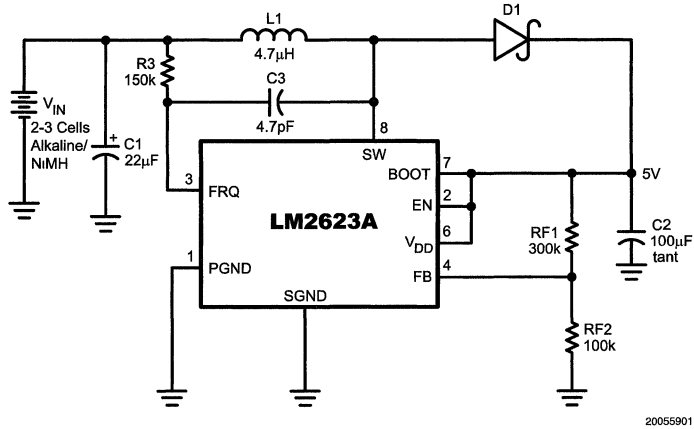 L1
4.7μH
D1
R3
150k
C3
4.7pF
VIN
2-3 Cells
Alkaline/
NiMH
+
C1
22μF
8
SW
3
FRQ
BOOT
7
5V
EN
2
LM2623A
VDD
6
RF1
300k
C2
100μF
tant
1
PGND
FB
4
SGND
RF2
100k
20055901